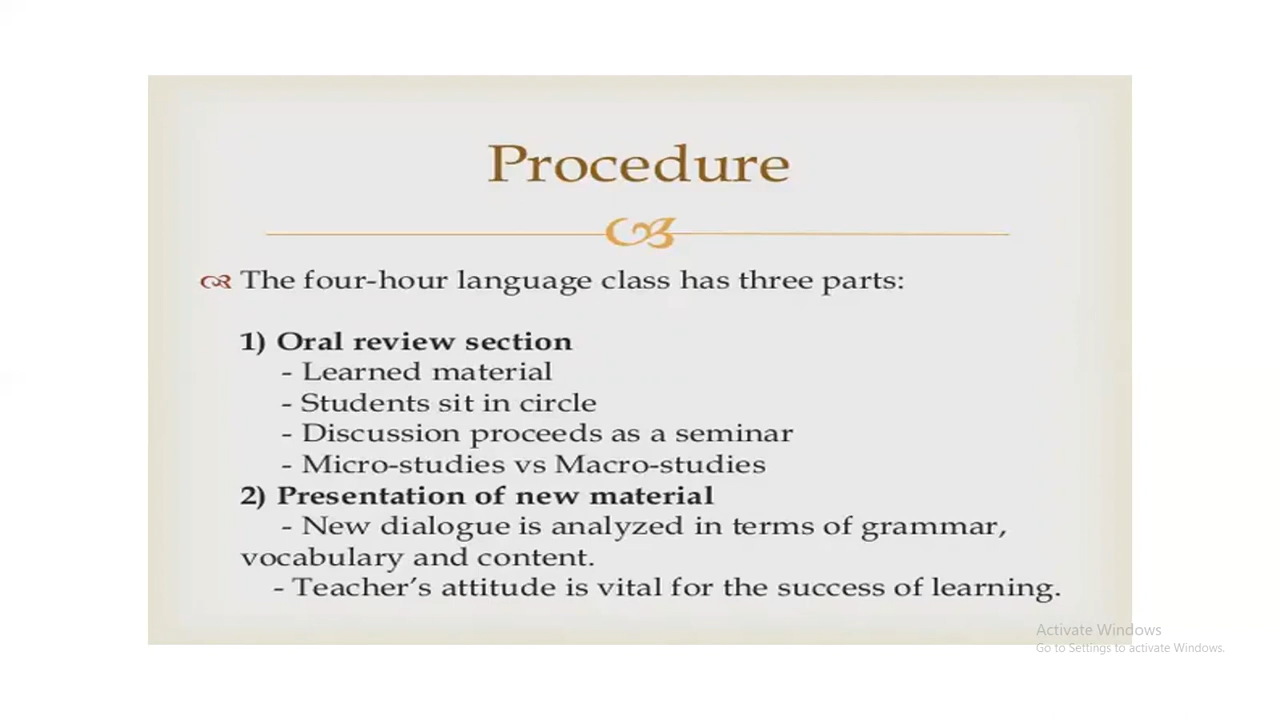 Procedure
The four-hour language class has three parts:
1) Oral review section
- Learned material
- Students sit in circle
- Discussion proceeds as a seminar
- Micro-studies vs Macro-studies
2) Presentation of new material
- New dialogue is analyzed in terms of grammar,
vocabulary and content.
- Teacher’s attitude is vital for the success of learning.
Activate Windows
Go to Settings to activate Windows.